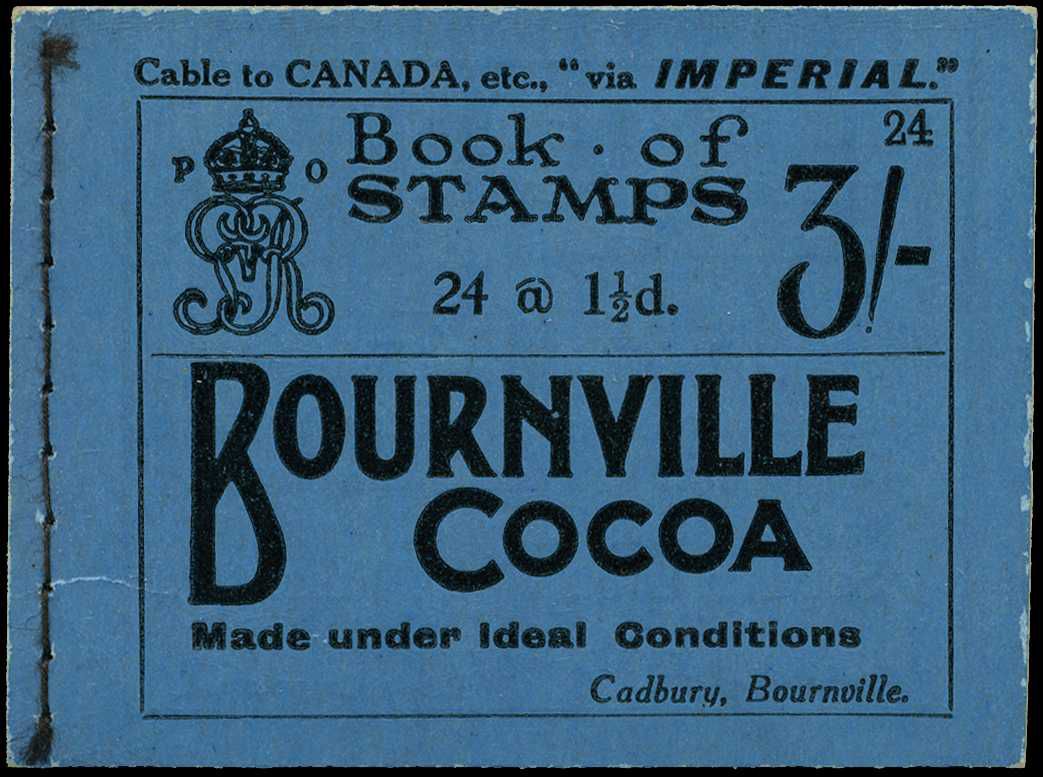 Cable to CANADA, etc., "via IMPERIAL."
24
P O
Book · of
STAMPS
3/-
GVR
24 @ 1½d.
BOURNVILLE
COCOA
Made under Ideal Conditions
Cadbury, Bournville.